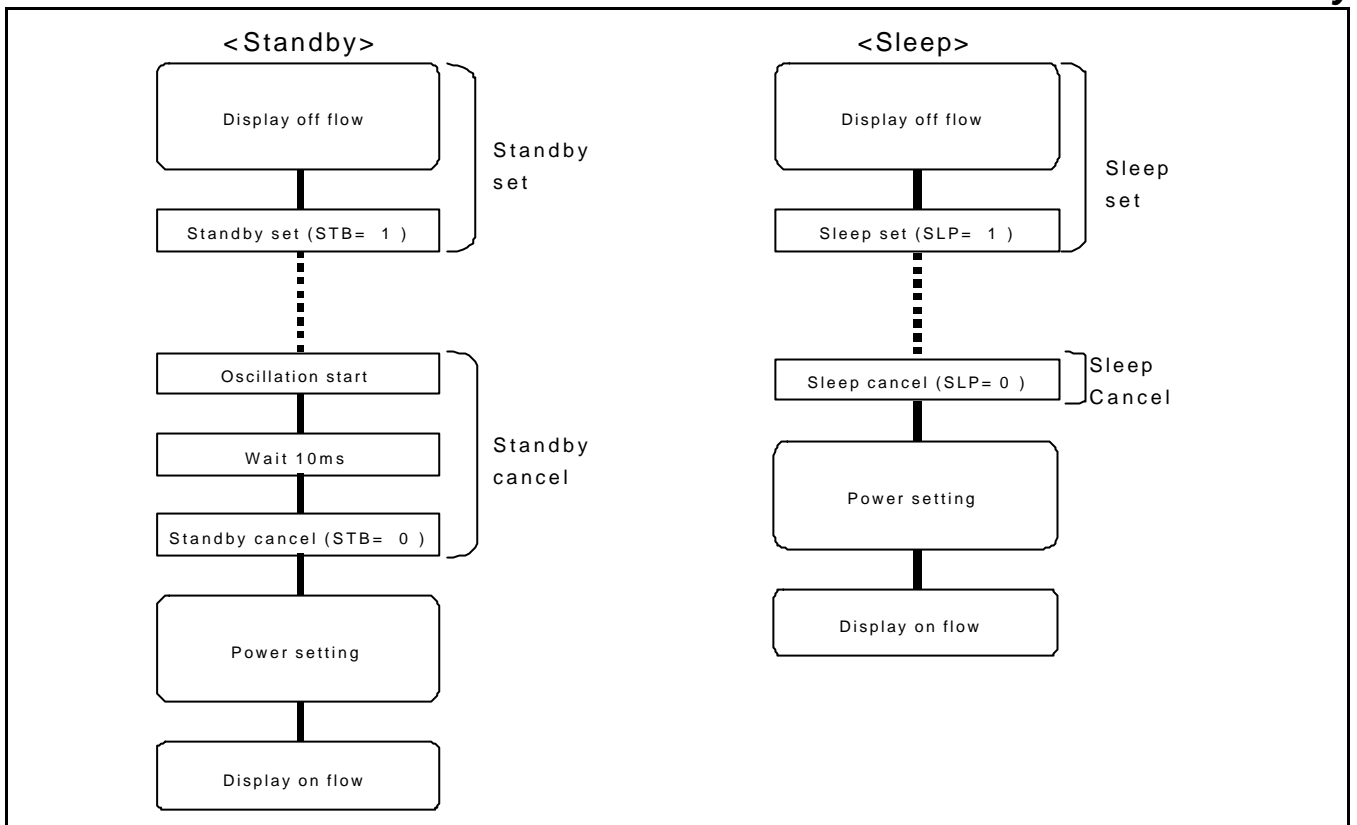 <Standby>
Display off flow
Standby
set
Standby set (STB= 1 )
Oscillation start
Wait 10ms
Standby
cancel
Standby cancel (STB= 0 )
Power setting
Display on flow
<Sleep>
Display off flow
Sleep
set
Sleep set (SLP= 1 )
Sleep cancel (SLP= 0 )
Sleep
Cancel
Power setting
Display on flow